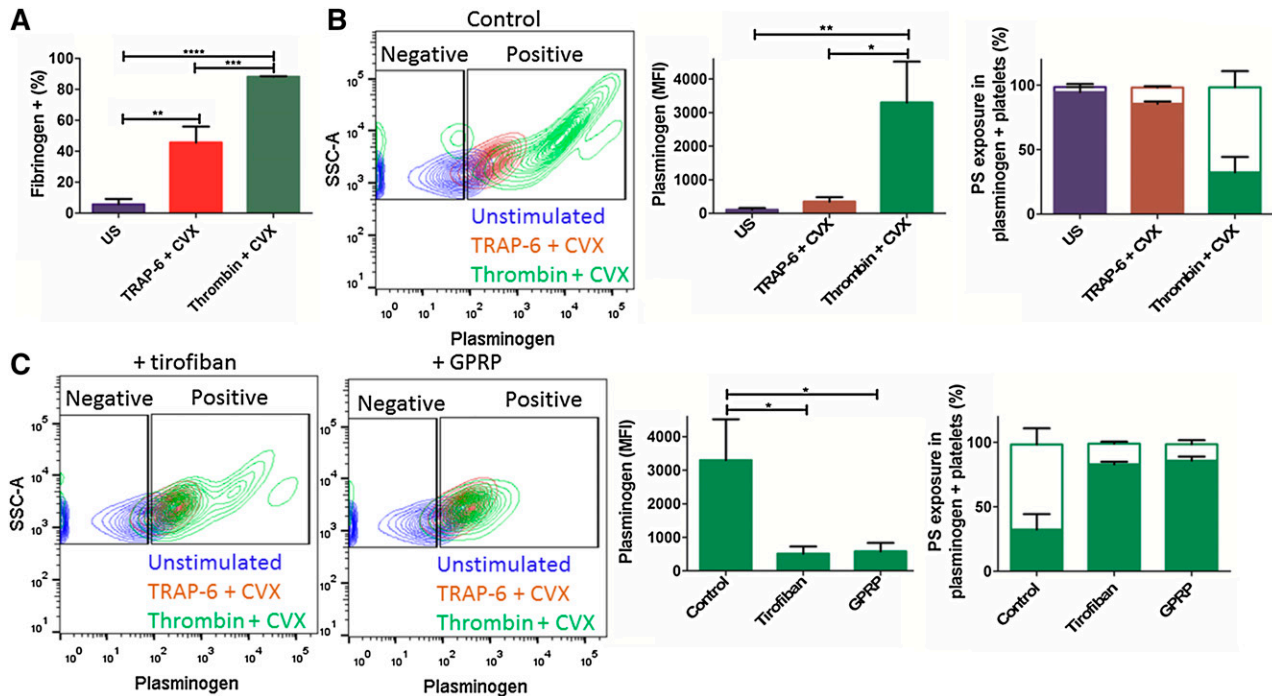 A
Fibrinogen + (%)
100
80
60
40
20
0
****
***
**
US
TRAP-6 + CVX
Thrombin + CVX
B
Control
Negative
Positive
SSC-A
10⁵
10⁴
10³
10²
10¹
Unstimulated
TRAP-6 + CVX
Thrombin + CVX
10⁰ 10¹ 10² 10³ 10⁴ 10⁵
Plasminogen
Plasminogen (MFI)
4000
3000
2000
1000
0
**
*
US
TRAP-6 + CVX
Thrombin + CVX
PS exposure in
plasminogen + platelets (%)
100
50
0
US
TRAP-6 + CVX
Thrombin + CVX
C
+ tirofiban
Negative
Positive
SSC-A
10⁵
10⁴
10³
10²
10¹
Unstimulated
TRAP-6 + CVX
Thrombin + CVX
10⁰ 10¹ 10² 10³ 10⁴ 10⁵
Plasminogen
+ GPRP
Negative
Positive
10⁵
10⁴
10³
10²
10¹
Unstimulated
TRAP-6 + CVX
Thrombin + CVX
10⁰ 10¹ 10² 10³ 10⁴ 10⁵
Plasminogen
Plasminogen (MFI)
4000
3000
2000
1000
0
*
*
Control
Tirofiban
GPRP
PS exposure in
plasminogen + platelets (%)
100
50
0
Control
Tirofiban
GPRP